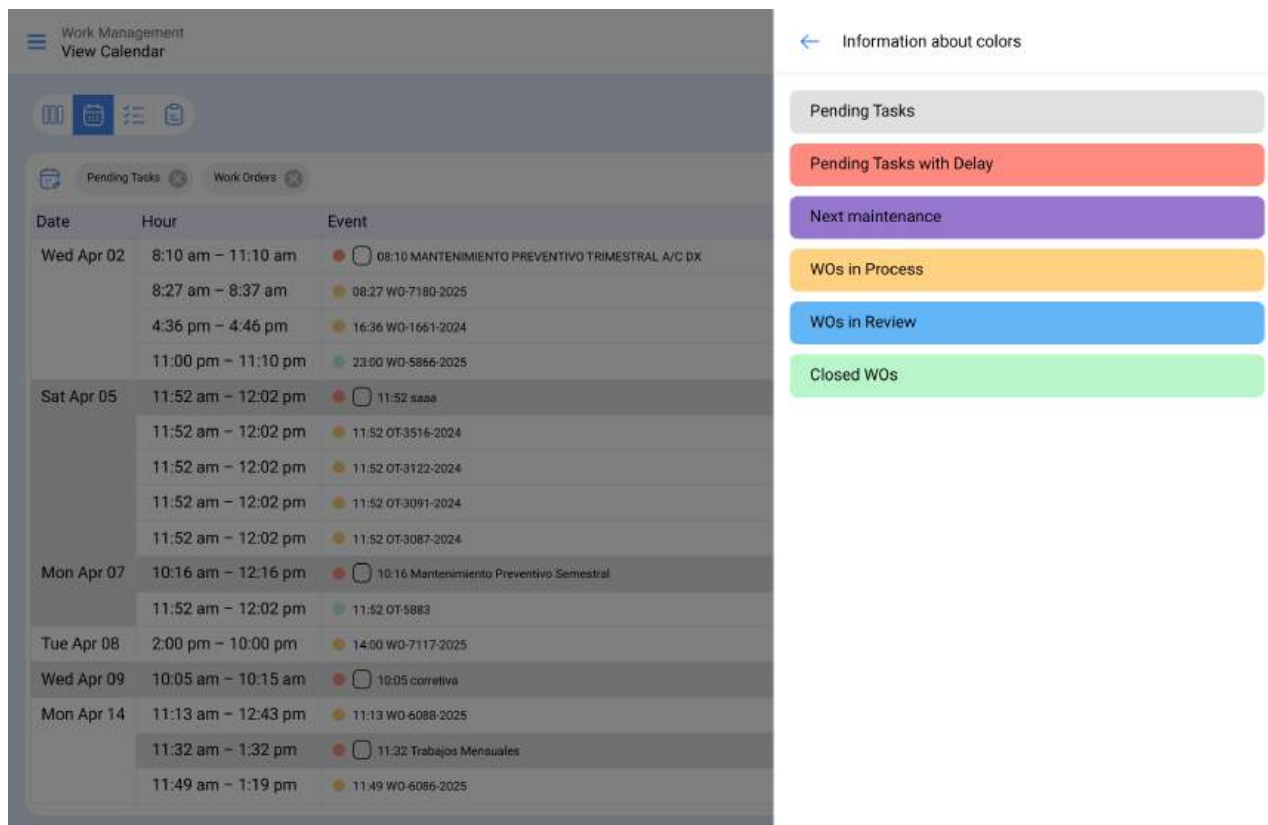 Work Management
View Calendar
Information about colors
Pending Tasks
Pending Tasks with Delay
Next maintenance
WOs in Process
WOs in Review
Closed WOs
Pending Tasks
Work Orders
Date Hour Event
Wed Apr 02 8:10 am – 11:10 am 08:10 MANTENIMIENTO PREVENTIVO TRIMESTRAL A/C DX
8:27 am – 8:37 am 08:27 WO-7180-2025
4:36 pm – 4:46 pm 16:36 WO-1661-2024
11:00 pm – 11:10 pm 23:00 WO-5866-2025
Sat Apr 05 11:52 am – 12:02 pm 11:52 saaa
11:52 am – 12:02 pm 11:52 OT-3516-2024
11:52 am – 12:02 pm 11:52 OT-3122-2024
11:52 am – 12:02 pm 11:52 OT-3091-2024
11:52 am – 12:02 pm 11:52 OT-3087-2024
Mon Apr 07 10:16 am – 12:16 pm 10:16 Mantenimiento Preventivo Semestral
11:52 am – 12:02 pm 11:52 OT-5883
Tue Apr 08 2:00 pm – 10:00 pm 14:00 WO-7117-2025
Wed Apr 09 10:05 am – 10:15 am 10:05 corretiva
Mon Apr 14 11:13 am – 12:43 pm 11:13 WO-6088-2025
11:32 am – 1:32 pm 11:32 Trabajos Mensuales
11:49 am – 1:19 pm 11:49 WO-6086-2025